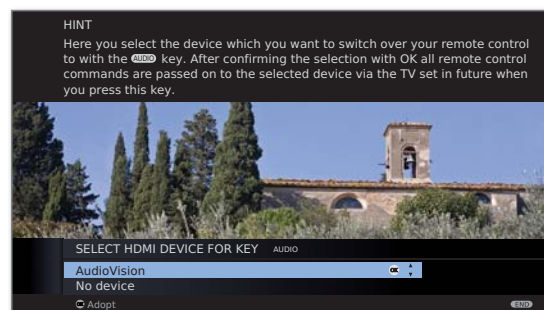 HINT
Here you select the device which you want to switch over your remote control
to with the AUDIO key. After confirming the selection with OK all remote control
commands are passed on to the selected device via the TV set in future when
you press this key.
SELECT HDMI DEVICE FOR KEY AUDIO
AudioVision OK
No device
OK Adopt END